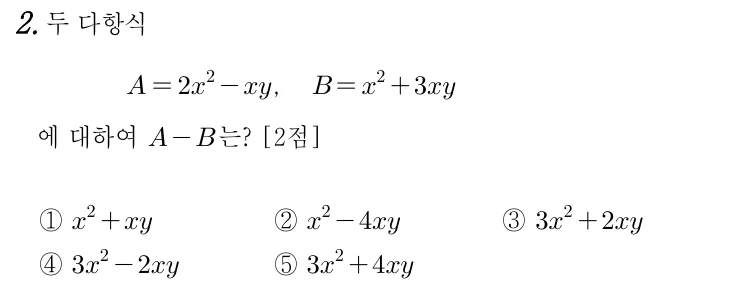 2. 두 다항식
A=2x²-xy, B=x²+3xy
에 대하여 A-B는? [2점]
① x²+xy ② x²-4xy ③ 3x²+2xy
④ 3x²-2xy ⑤ 3x²+4xy